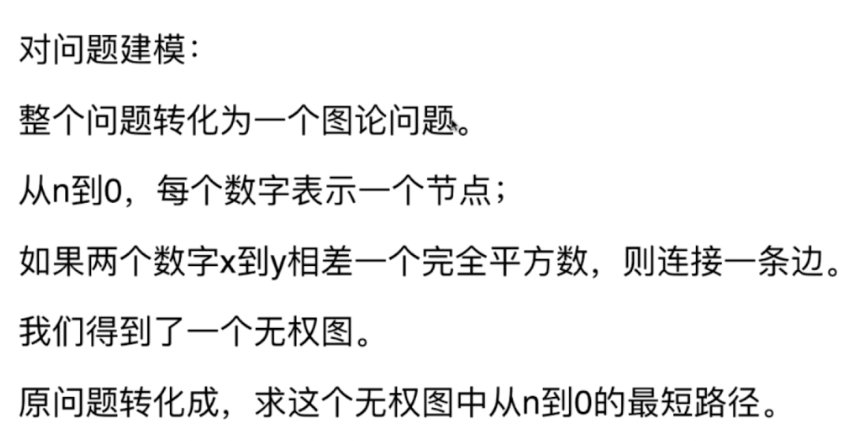 对问题建模：
整个问题转化为一个图论问题。
从n到0，每个数字表示一个节点；
如果两个数字x到y相差一个完全平方数，则连接一条边。
我们得到了一个无权图。
原问题转化成，求这个无权图中从n到0的最短路径。